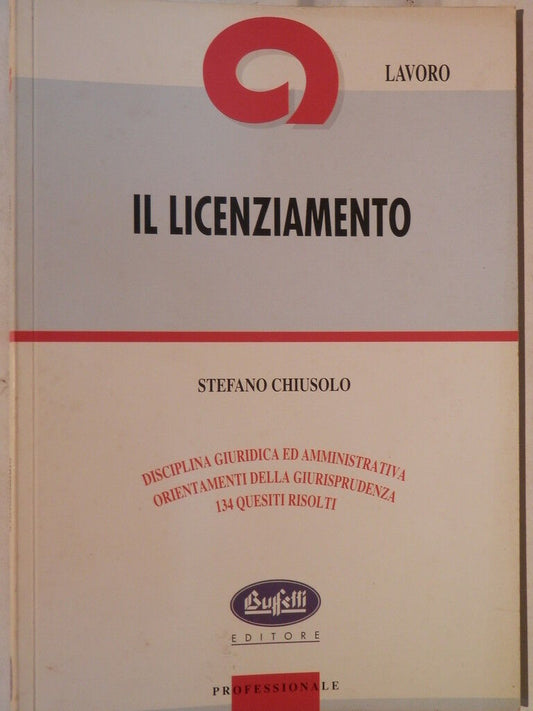 LAVORO
IL LICENZIAMENTO
STEFANO CHIUSOLO
DISCIPLINA GIURIDICA ED AMMINISTRATIVA
ORIENTAMENTI DELLA GIURISPRUDENZA
134 QUESITI RISOLTI
Buffetti
EDITORE
PROFESSIONALE